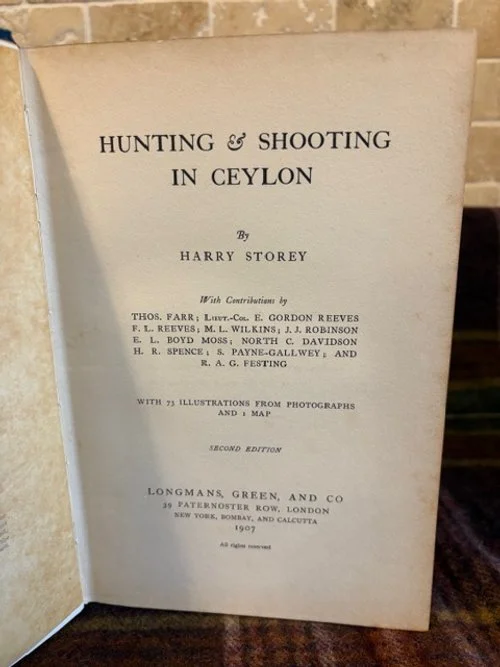 HUNTING & SHOOTING
IN CEYLON
By
HARRY STOREY
With Contributions by
THOS. FARR; LIEUT.-COL. E. GORDON REEVES
F. L. REEVES; M. L. WILKINS; J. J. ROBINSON
E. L. BOYD MOSS; NORTH C. DAVIDSON
H. R. SPENCE; S. PAYNE-GALLWEY; AND
R. A. G. FESTING
WITH 73 ILLUSTRATIONS FROM PHOTOGRAPHS
AND 1 MAP
SECOND EDITION
LONGMANS, GREEN, AND CO
39 PATERNOSTER ROW, LONDON
NEW YORK, BOMBAY, AND CALCUTTA
1907
All rights reserved